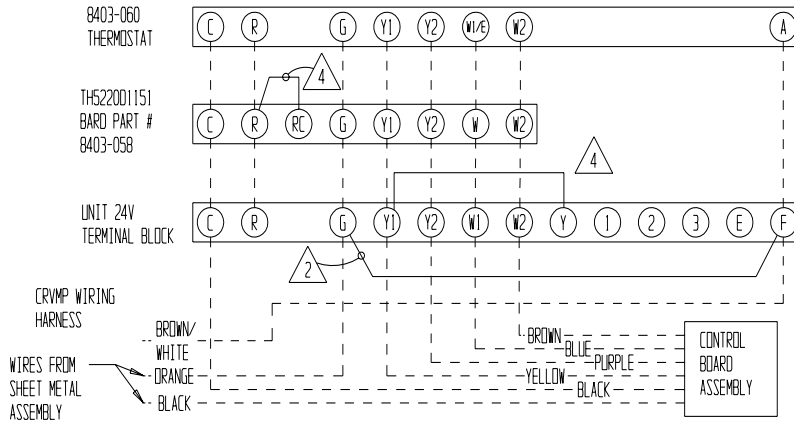 8403-060
THERMOSTAT
C R G Y1 Y2 W1/E W2 A
4
TH5220D1151
BARD PART #
8403-058
C R RC G Y1 Y2 W W2
4
UNIT 24V
TERMINAL BLOCK
C R G Y1 Y2 W1 W2 Y 1 2 3 E F
2
CRVMP WIRING
HARNESS
BROWN/
WHITE
ORANGE
BLACK
WIRES FROM
SHEET METAL
ASSEMBLY
BROWN
BLUE
PURPLE
YELLOW
BLACK
CONTROL
BOARD
ASSEMBLY